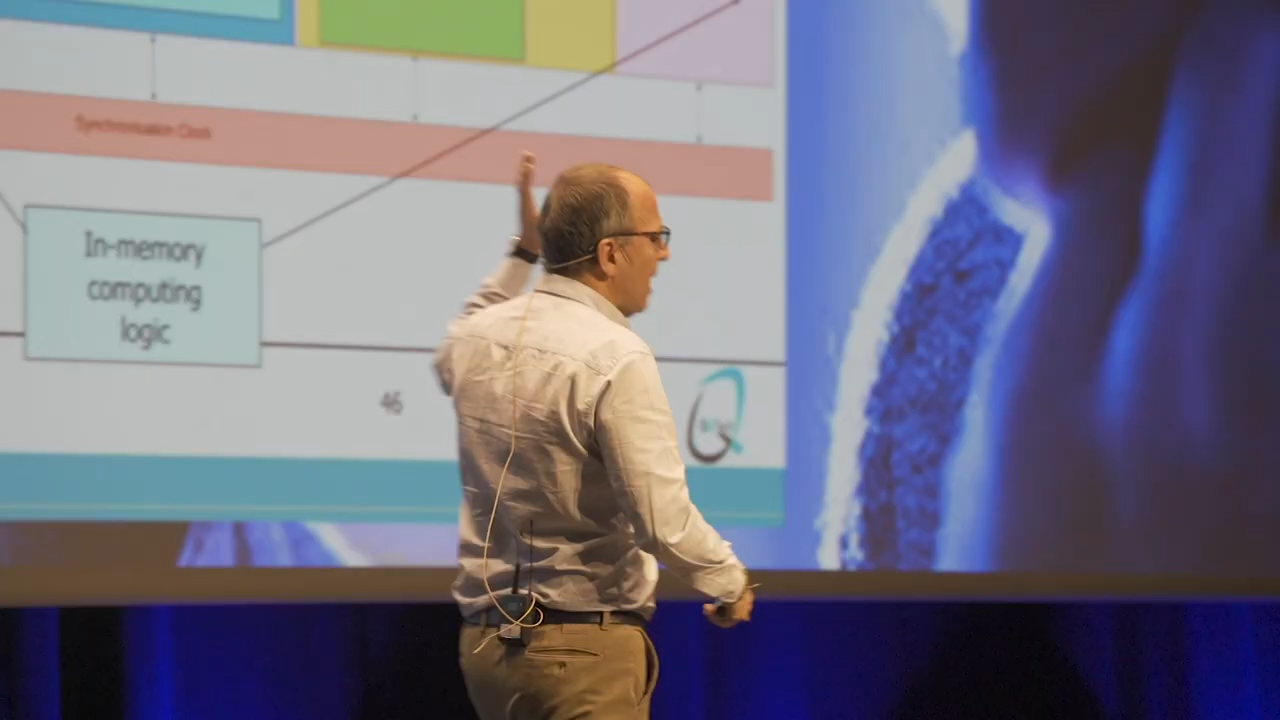 Synchronisation Clock
In-memory
computing
logic
46